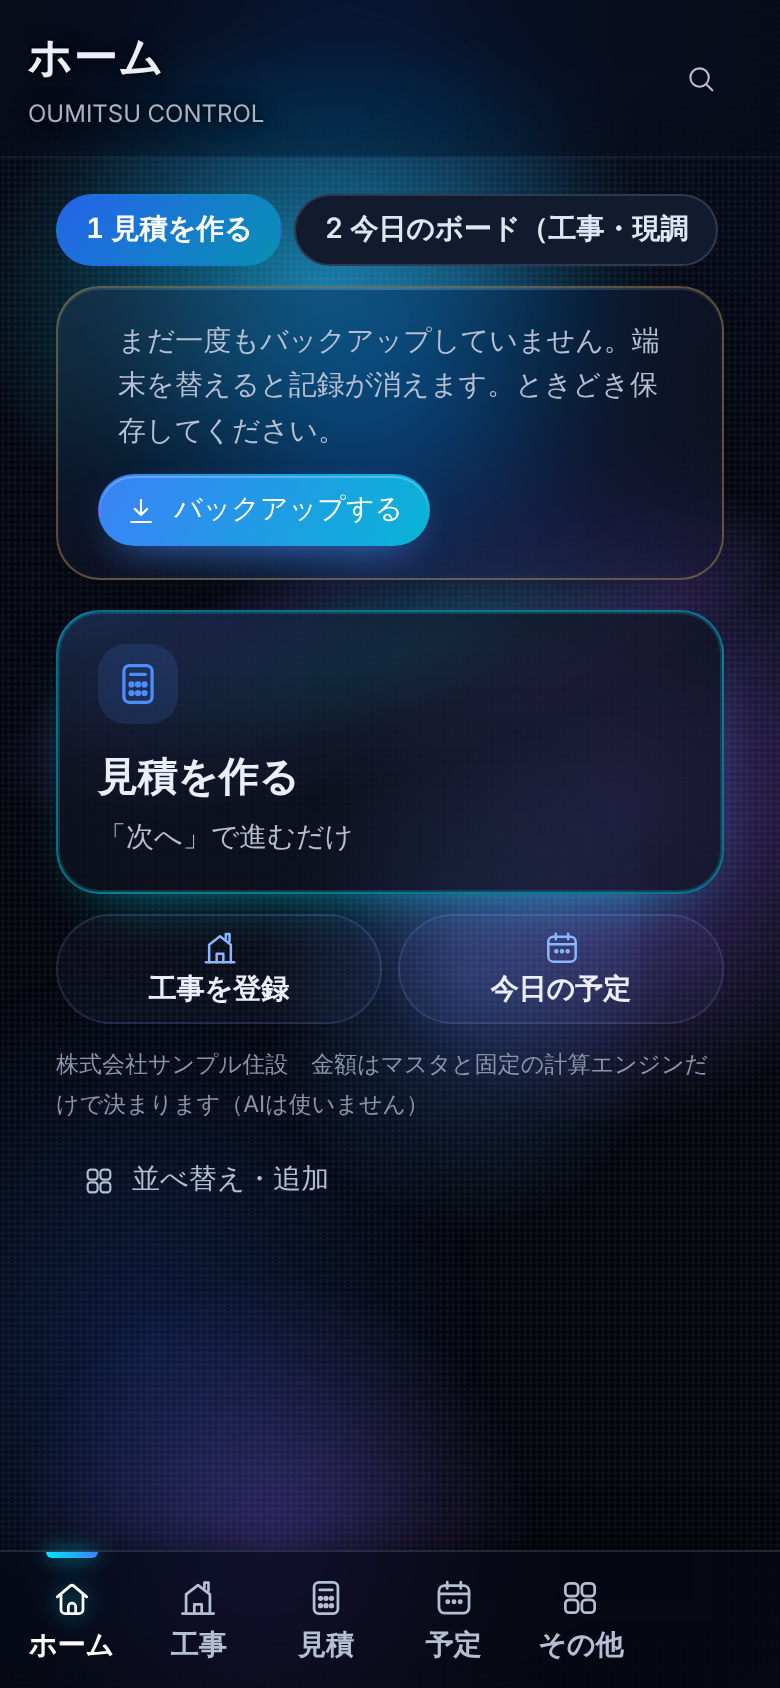 ホーム
OUMITSU CONTROL
1 見積を作る
2 今日のボード（工事・現調
まだ一度もバックアップしていません。端
末を替えると記録が消えます。ときどき保
存してください。
バックアップする
見積を作る
「次へ」で進むだけ
工事を登録
今日の予定
株式会社サンプル住設　金額はマスタと固定の計算エンジンだ
けで決まります（AIは使いません）
並べ替え・追加
ホーム
工事
見積
予定
その他